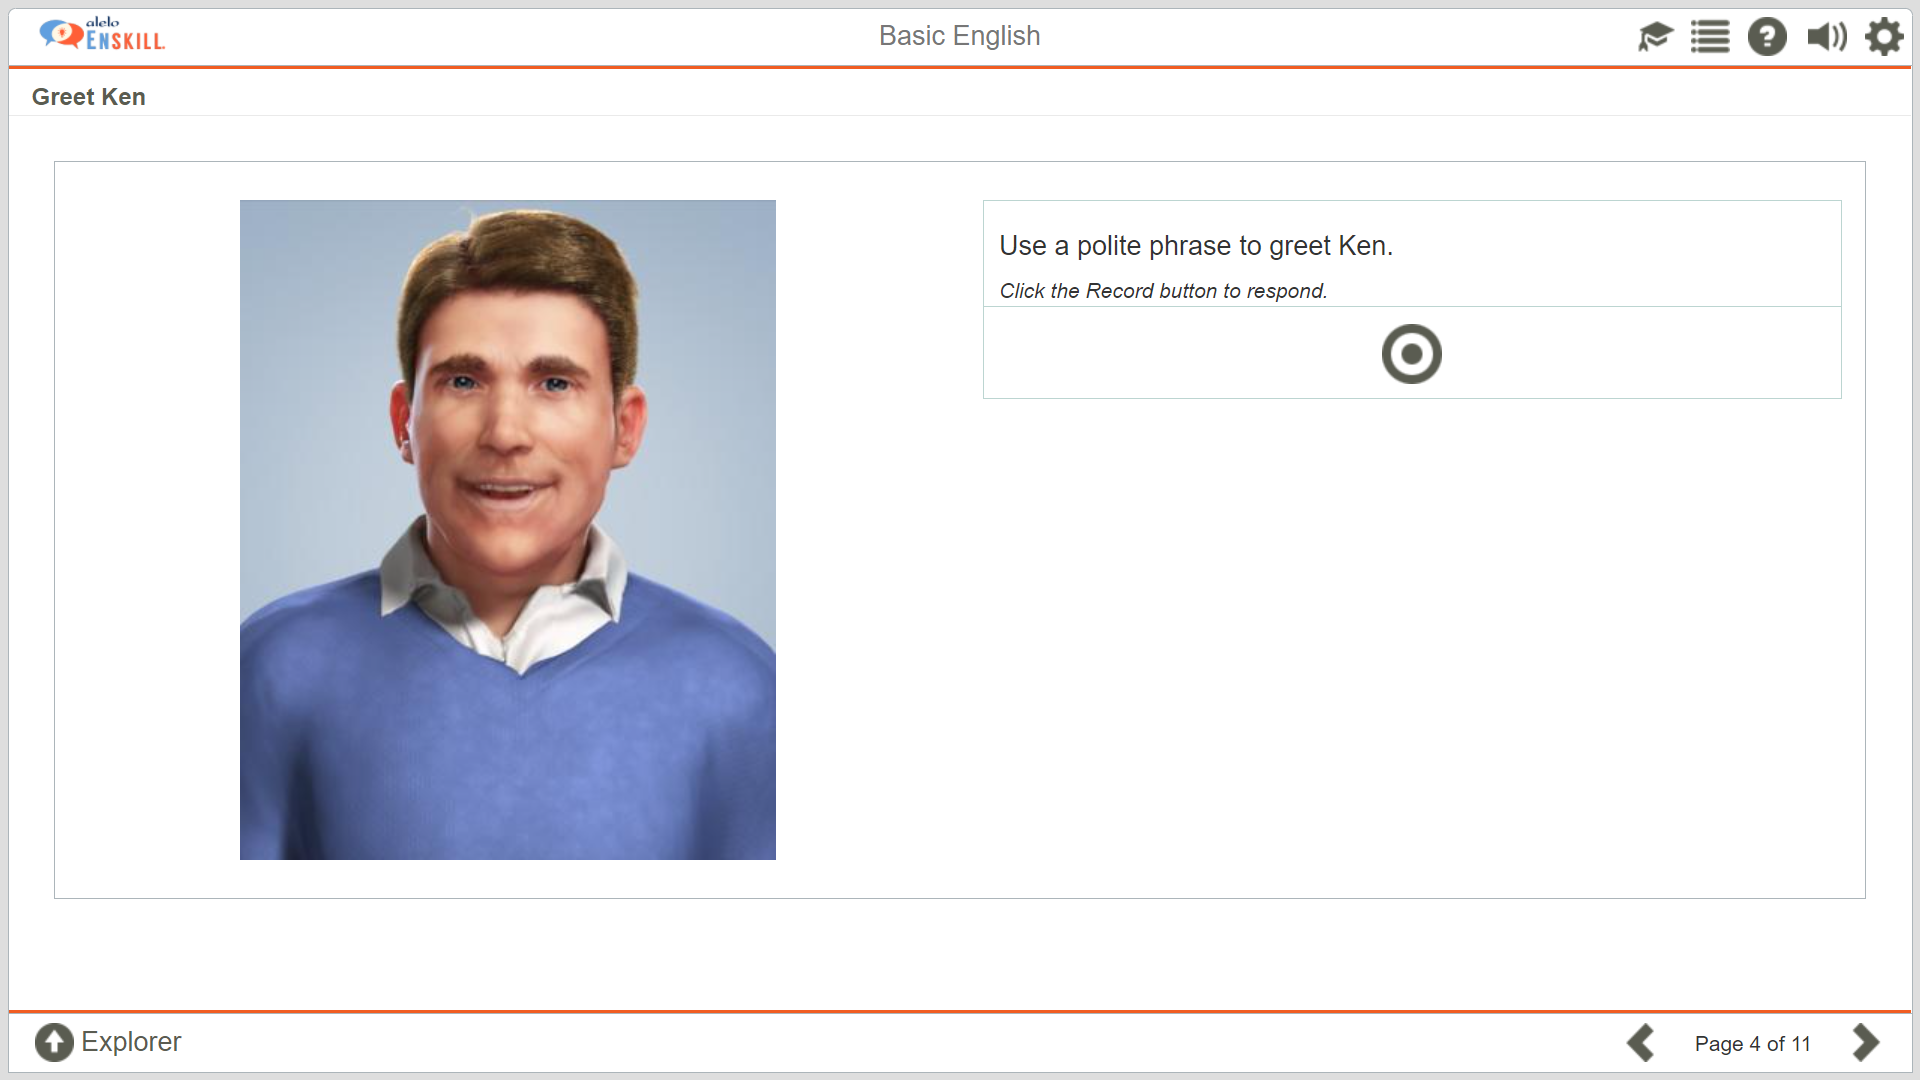 alelo
ENSKILL.
Basic English
?
Greet Ken
Use a polite phrase to greet Ken.
Click the Record button to respond.
Explorer
Page 4 of 11